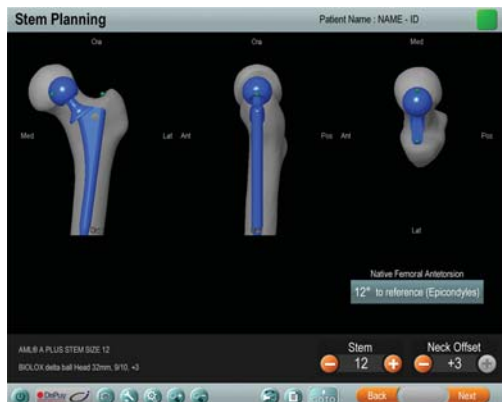 Stem Planning
Patient Name : NAME - ID
Cra
Cra
Med
Med
Lat
Ant
Pos
Ant
Pos
Lat
Native Femoral Antetorsion
12° to reference (Epicondyles)
AML® A PLUS STEM SIZE 12
BIOLOX delta ball Head 32mm, 9/10, +3
Stem
Neck Offset
12
+3
DePuy
Back
Next